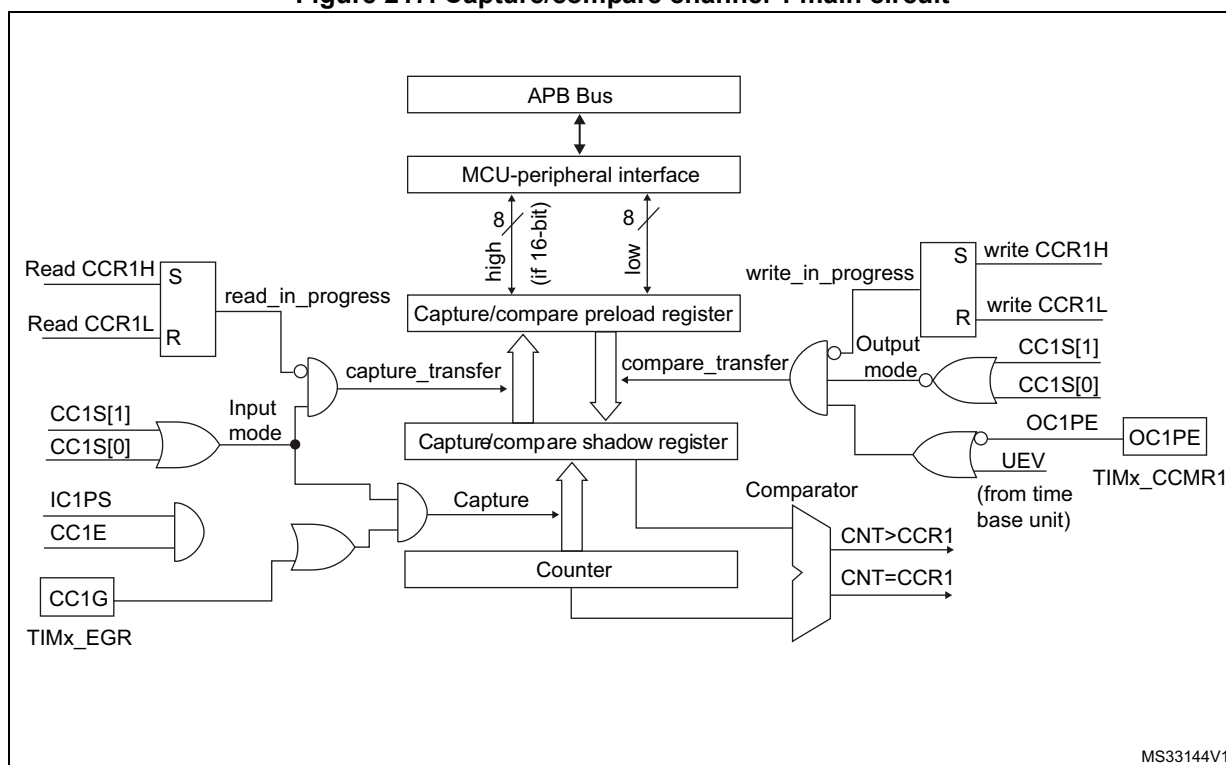 APB Bus
MCU-peripheral interface
8
high
(if 16-bit)
8
low
Read CCR1H
S
read_in_progress
Read CCR1L
R
write_in_progress
S
write CCR1H
R
write CCR1L
Capture/compare preload register
capture_transfer
compare_transfer
Output
mode
CC1S[1]
CC1S[0]
CC1S[1]
CC1S[0]
Input
mode
Capture/compare shadow register
OC1PE
OC1PE
UEV
TIMx_CCMR1
(from time
base unit)
IC1PS
CC1E
Capture
Comparator
CNT>CCR1
Counter
CNT=CCR1
CC1G
TIMx_EGR
MS33144V1